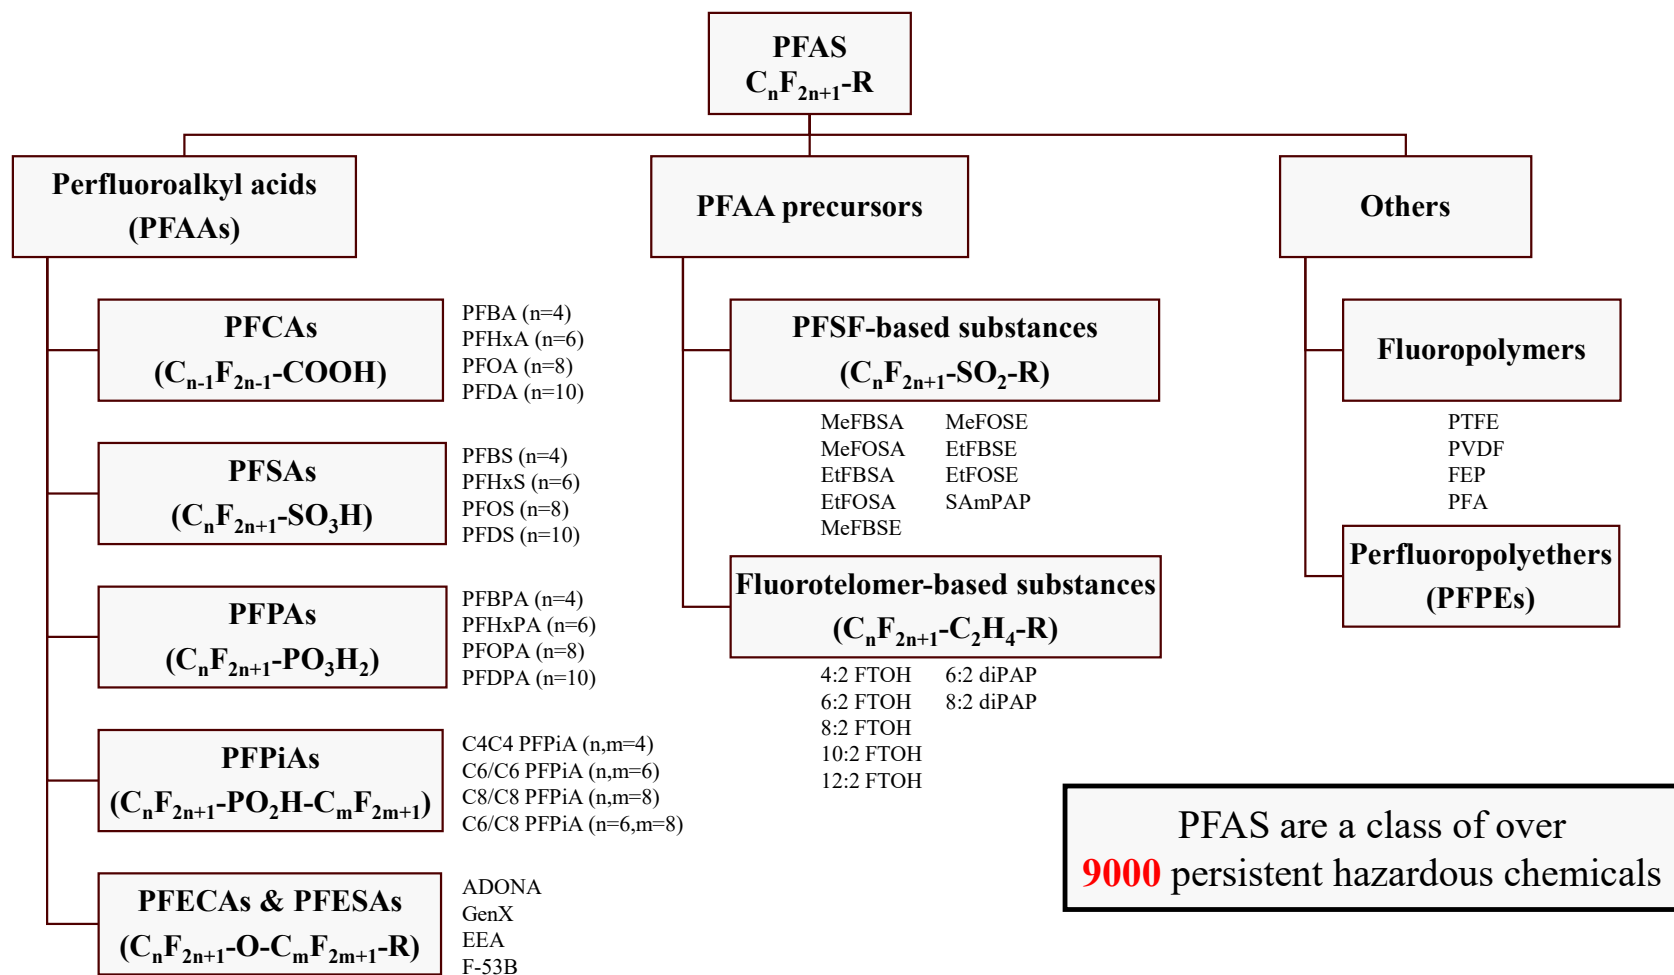 PFAS
CₙF₂ₙ₊₁-R
Perfluoroalkyl acids
(PFAAs)
PFCAs
(Cₙ₋₁F₂ₙ₋₁-COOH)
PFBA (n=4)
PFHxA (n=6)
PFOA (n=8)
PFDA (n=10)
PFSAs
(CₙF₂ₙ₊₁-SO₃H)
PFBS (n=4)
PFHxS (n=6)
PFOS (n=8)
PFDS (n=10)
PFPAs
(CₙF₂ₙ₊₁-PO₃H₂)
PFBPA (n=4)
PFHxPA (n=6)
PFOPA (n=8)
PFDPA (n=10)
PFPiAs
(CₙF₂ₙ₊₁-PO₂H-CₘF₂ₘ₊₁)
C4C4 PFPiA (n,m=4)
C6/C6 PFPiA (n,m=6)
C8/C8 PFPiA (n,m=8)
C6/C8 PFPiA (n=6,m=8)
PFECAs & PFESAs
(CₙF₂ₙ₊₁-O-CₘF₂ₘ₊₁-R)
ADONA
GenX
EEA
F-53B
PFAA precursors
PFSF-based substances
(CₙF₂ₙ₊₁-SO₂-R)
MeFBSA
MeFOSA
EtFBSA
EtFOSA
MeFBSE
MeFOSE
EtFBSE
EtFOSE
SAmPAP
Fluorotelomer-based substances
(CₙF₂ₙ₊₁-C₂H₄-R)
4:2 FTOH
6:2 FTOH
8:2 FTOH
10:2 FTOH
12:2 FTOH
6:2 diPAP
8:2 diPAP
Others
Fluoropolymers
PTFE
PVDF
FEP
PFA
Perfluoropolyethers
(PFPEs)
PFAS are a class of over
9000 persistent hazardous chemicals